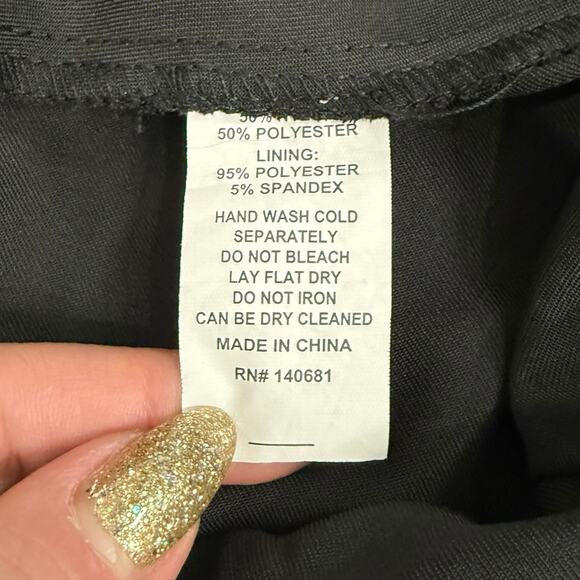 50%
50% POLYESTER
LINING:
95% POLYESTER
5% SPANDEX
HAND WASH COLD
SEPARATELY
DO NOT BLEACH
LAY FLAT DRY
DO NOT IRON
CAN BE DRY CLEANED
MADE IN CHINA
RN# 140681